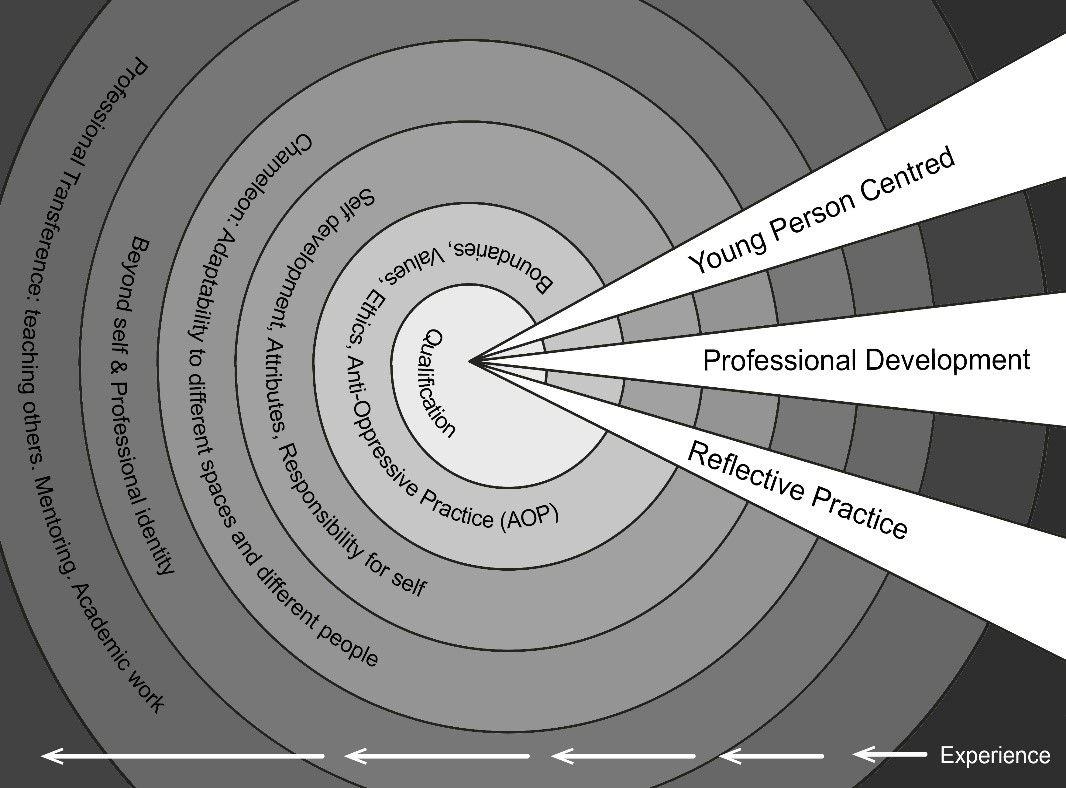 Professional Transference: teaching others. Mentoring. Academic work
Beyond self & Professional identity
Chameleon: Adaptability to different spaces and different people
Self development, Attributes, Responsibility for self
Boundaries, Values, Ethics, Anti-Oppressive Practice (AOP)
Qualification
Young Person Centred
Professional Development
Reflective Practice
Experience